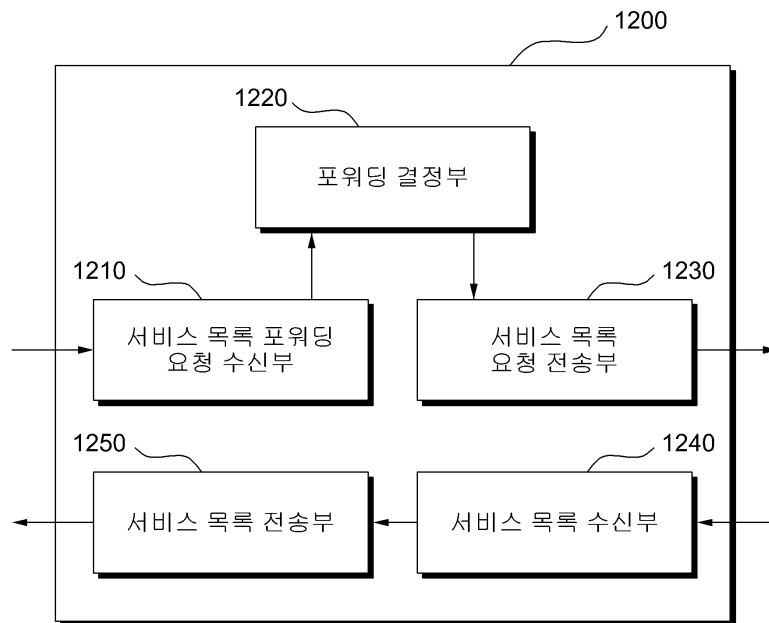 1200
1220
포워딩 결정부
1210
1230
서비스 목록 포워딩
요청 수신부
서비스 목록
요청 전송부
1250
1240
서비스 목록 전송부
서비스 목록 수신부